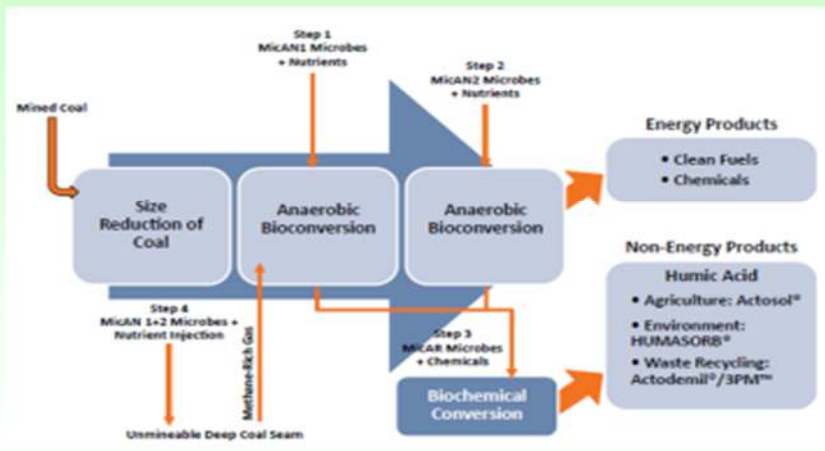 Step 1
MicAN1 Microbes
+ Nutrients
Step 2
MicAN2 Microbes
+ Nutrients
Mined Coal
Energy Products
• Clean Fuels
• Chemicals
Size
Reduction of
Coal
Anaerobic
Bioconversion
Anaerobic
Bioconversion
Non-Energy Products
Humic Acid
• Agriculture: Actosol®
• Environment:
HUMASORB®
• Waste Recycling:
Actodemil®/3PM™
Step 4
MicAN 1+2 Microbes +
Nutrient Injection
Methane-Rich Gas
Step 3
MicAR Microbes
+ Chemicals
Biochemical
Conversion
Unmineable Deep Coal Seam